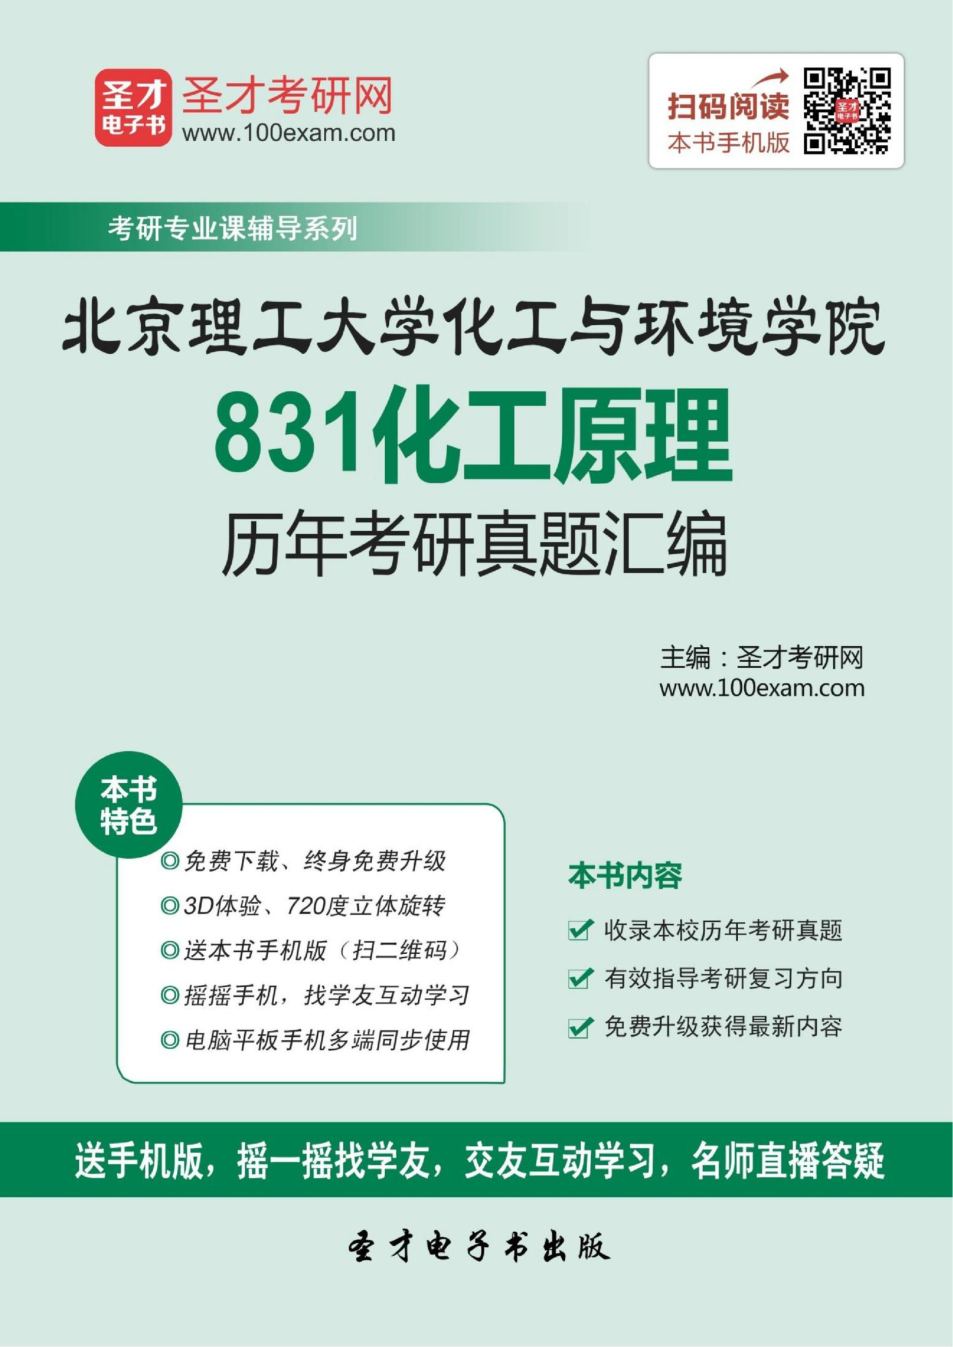 圣才
电子书
圣才考研网
www.100exam.com
扫码阅读
本书手机版
圣才
电子书
考研专业课辅导系列
北京理工大学化工与环境学院
831化工原理
历年考研真题汇编
主编：圣才考研网
www.100exam.com
本书
特色
◎免费下载、终身免费升级
◎3D体验、720度立体旋转
◎送本书手机版（扫二维码）
◎摇摇手机，找学友互动学习
◎电脑平板手机多端同步使用
本书内容
收录本校历年考研真题
有效指导考研复习方向
免费升级获得最新内容
送手机版，摇一摇找学友，交友互动学习，名师直播答疑
圣才电子书出版